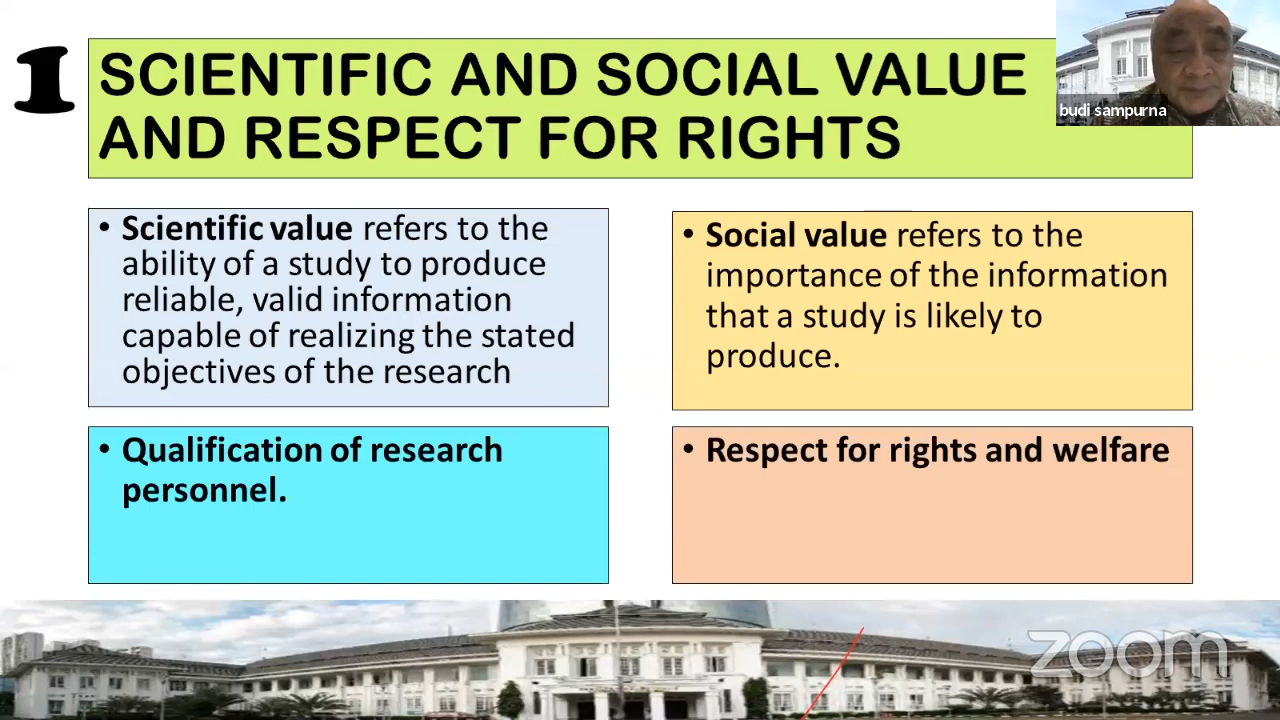 1
SCIENTIFIC AND SOCIAL VALUE
AND RESPECT FOR RIGHTS
budi sampurna
• Scientific value refers to the
ability of a study to produce
reliable, valid information
capable of realizing the stated
objectives of the research
• Social value refers to the
importance of the information
that a study is likely to
produce.
• Qualification of research
personnel.
• Respect for rights and welfare
zoom